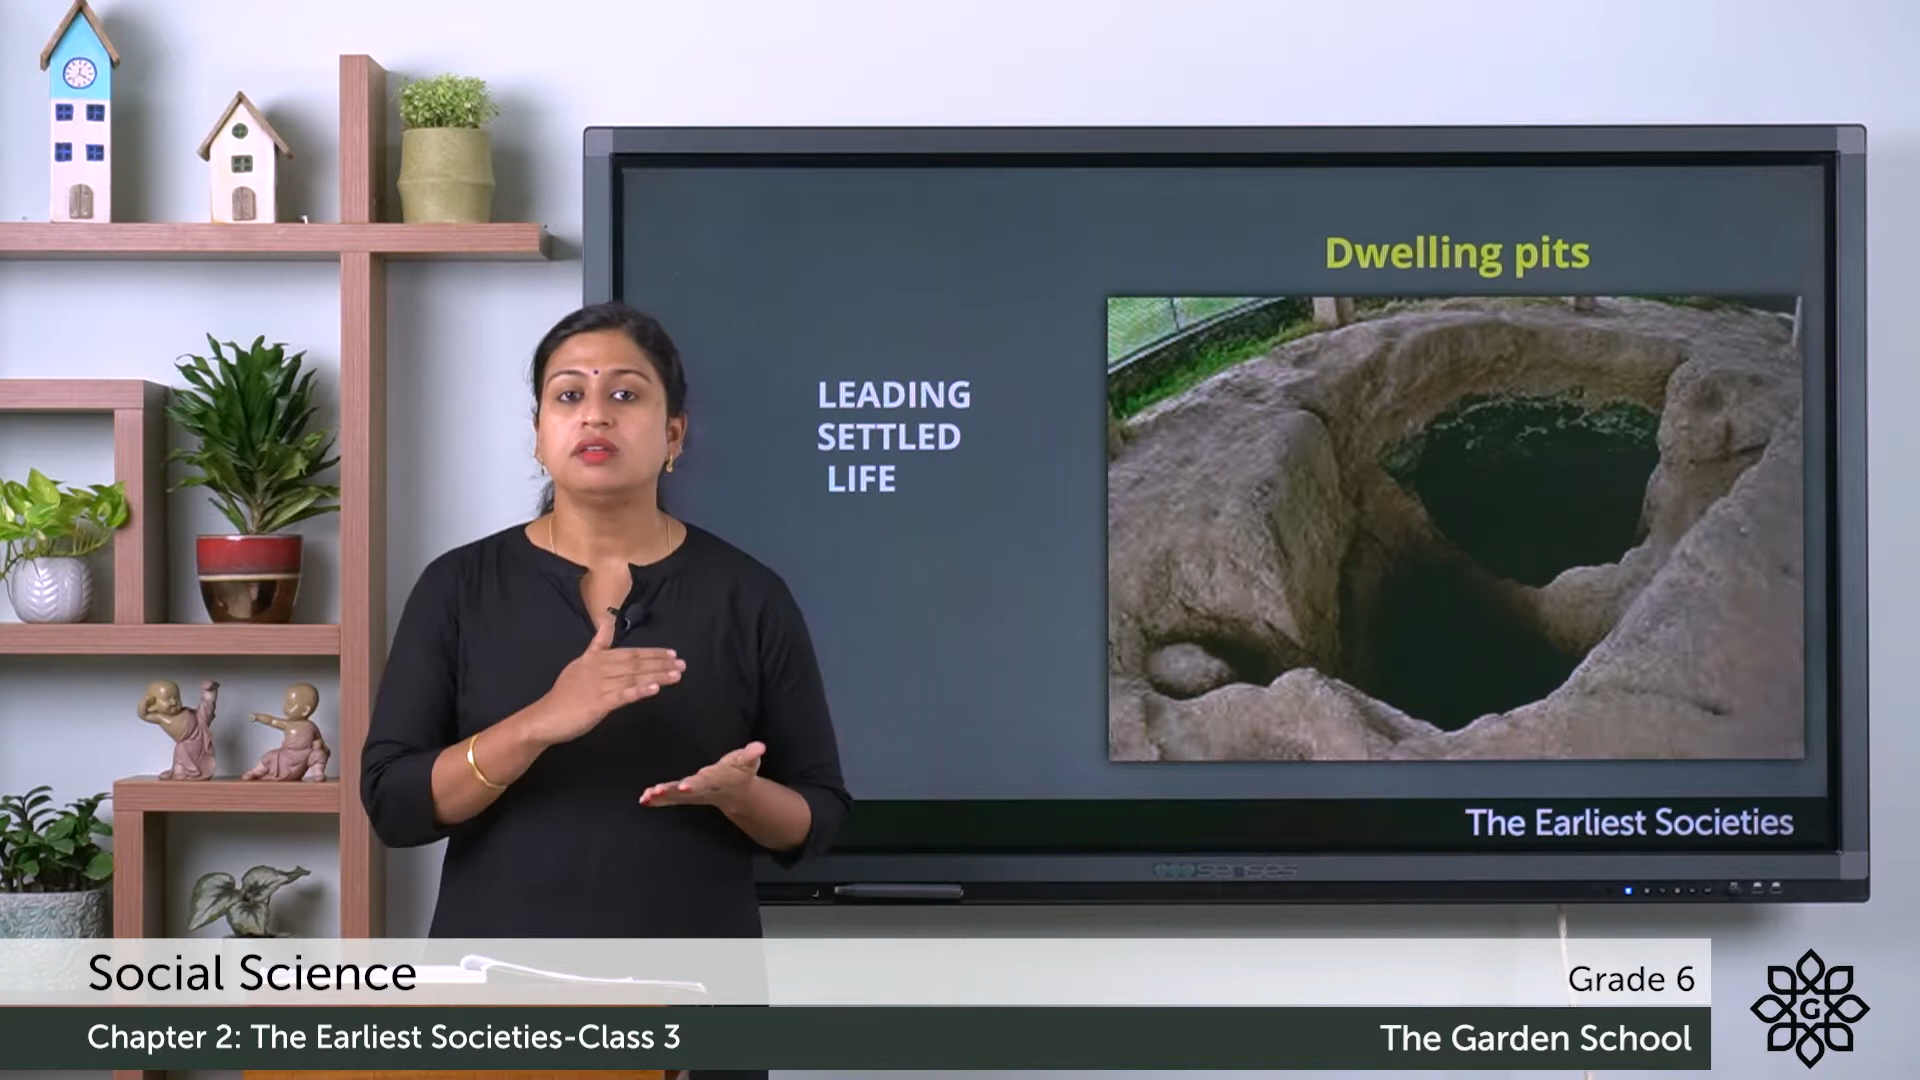 Dwelling pits
LEADING
SETTLED
LIFE
The Earliest Societies
senses
Social Science
Grade 6
Chapter 2: The Earliest Societies-Class 3
The Garden School
G